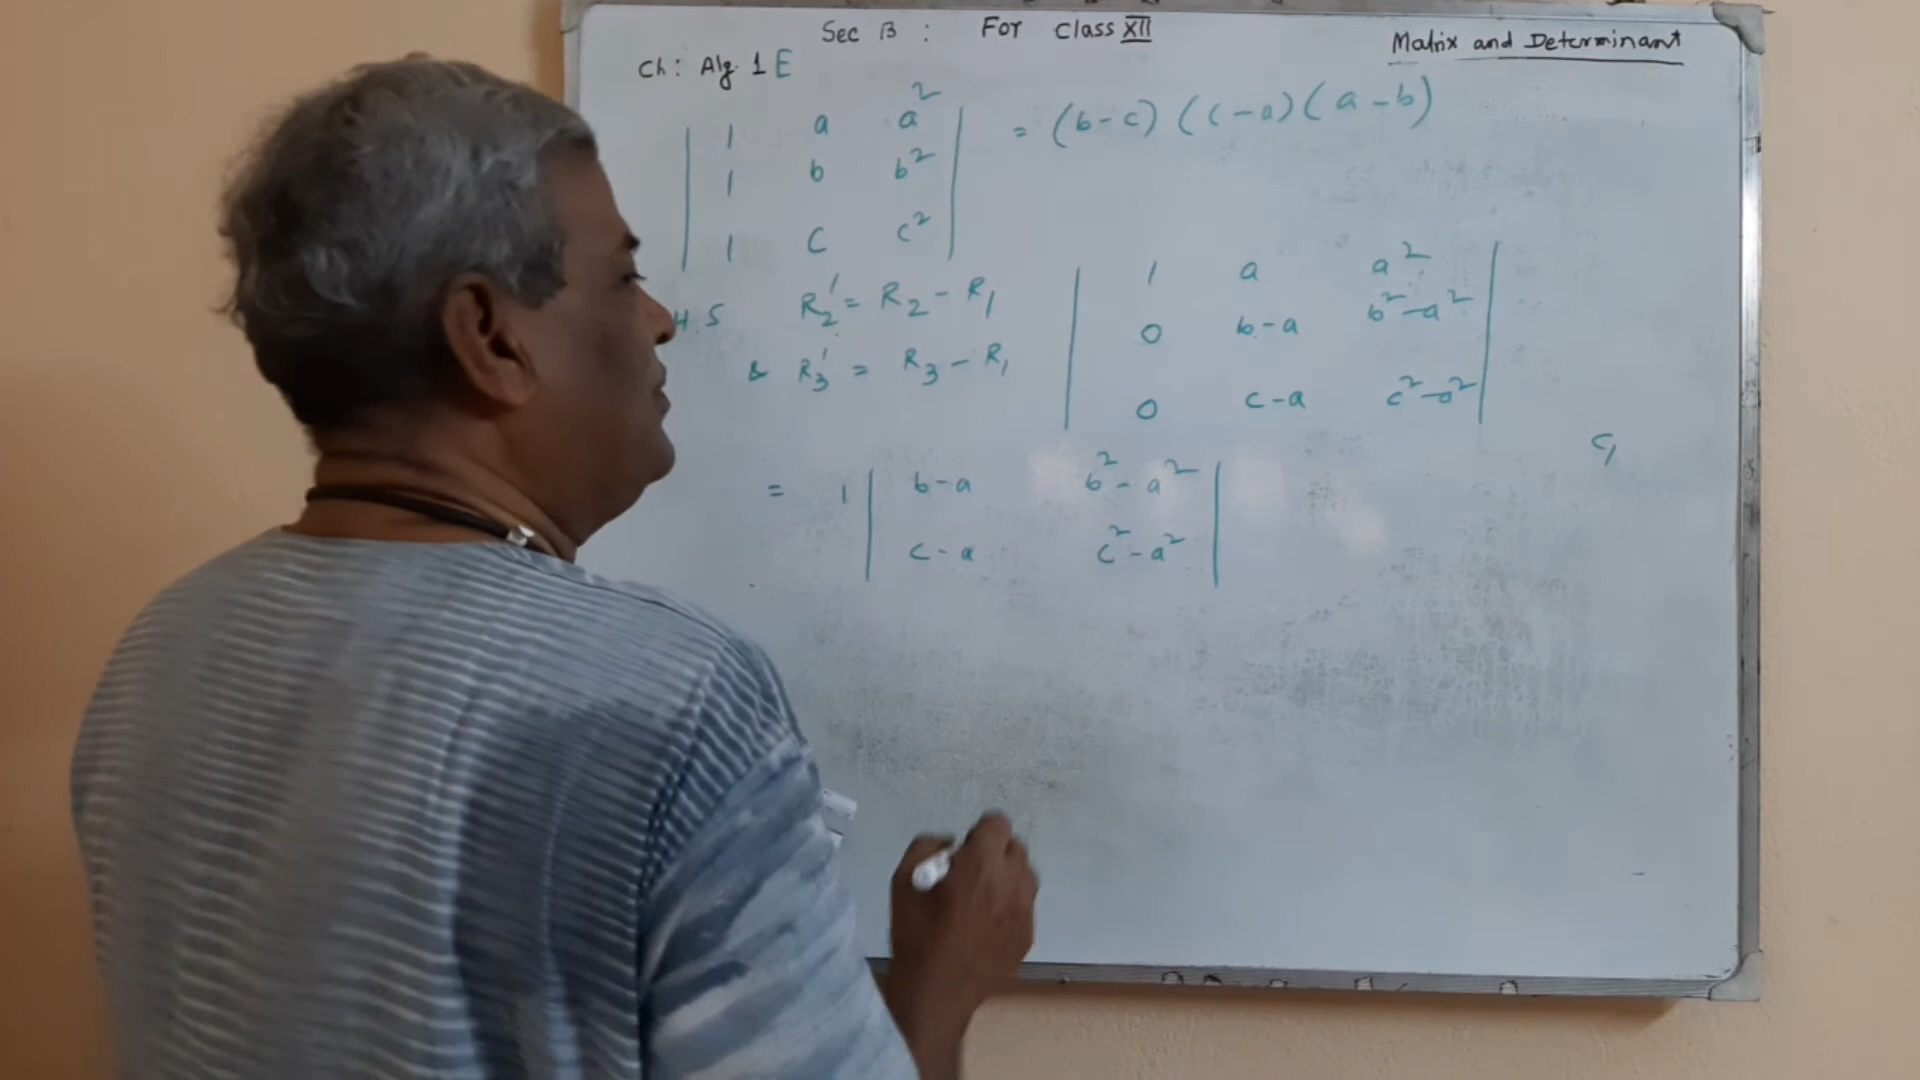 Sec B : For Class XII
Matrix and Determinant
Ch: Alg. 1 E
| 1 a a² |
| 1 b b² | = (b-c) (c-a) (a-b)
| 1 c c² |
H.S R₂' = R₂ - R₁
& R₃' = R₃ - R₁
| 1 a a² |
| 0 b-a b²-a² |
| 0 c-a c²-a² |
C₁
= 1 | b-a b²-a² |
| c-a c²-a² |